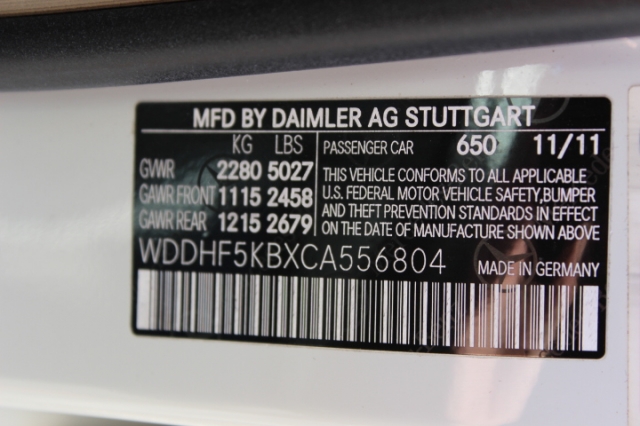 MFD BY DAIMLER AG STUTTGART
KG LBS
GVWR 2280 5027
GAWR FRONT 1115 2458
GAWR REAR 1215 2679
PASSENGER CAR 650 11/11
THIS VEHICLE CONFORMS TO ALL APPLICABLE
U.S. FEDERAL MOTOR VEHICLE SAFETY, BUMPER
AND THEFT PREVENTION STANDARDS IN EFFECT
ON THE DATE OF MANUFACTURE SHOWN ABOVE.
WDDHF5KBXCA556804
MADE IN GERMANY